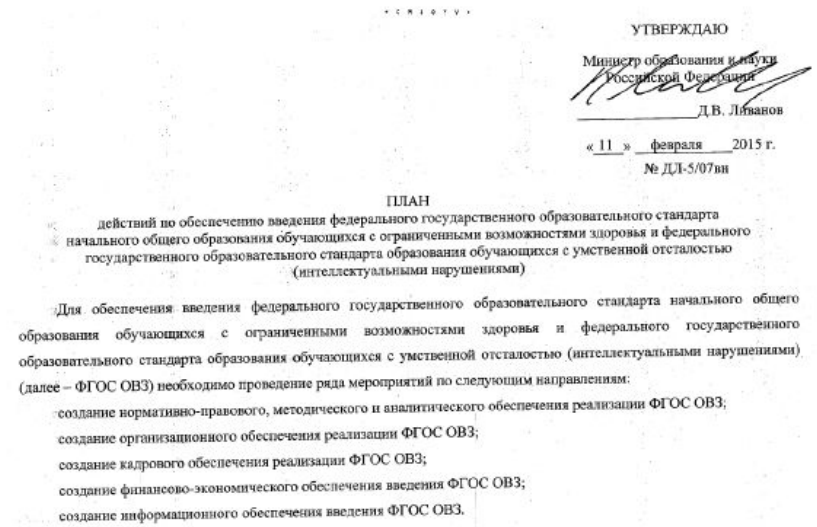 УТВЕРЖДАЮ
Министр образования и науки
Российской Федерации
Д.В. Ливанов
« 11 » февраля 2015 г.
№ ДЛ-5/07вн
ПЛАН
действий по обеспечению введения федерального государственного образовательного стандарта
начального общего образования обучающихся с ограниченными возможностями здоровья и федерального
государственного образовательного стандарта образования обучающихся с умственной отсталостью
(интеллектуальными нарушениями)
Для обеспечения введения федерального государственного образовательного стандарта начального общего
образования обучающихся с ограниченными возможностями здоровья и федерального государственного
образовательного стандарта образования обучающихся с умственной отсталостью (интеллектуальными нарушениями)
(далее – ФГОС ОВЗ) необходимо проведение ряда мероприятий по следующим направлениям:
создание нормативно-правового, методического и аналитического обеспечения реализации ФГОС ОВЗ;
создание организационного обеспечения реализации ФГОС ОВЗ;
создание кадрового обеспечения реализации ФГОС ОВЗ;
создание финансово-экономического обеспечения введения ФГОС ОВЗ;
создание информационного обеспечения введения ФГОС ОВЗ.